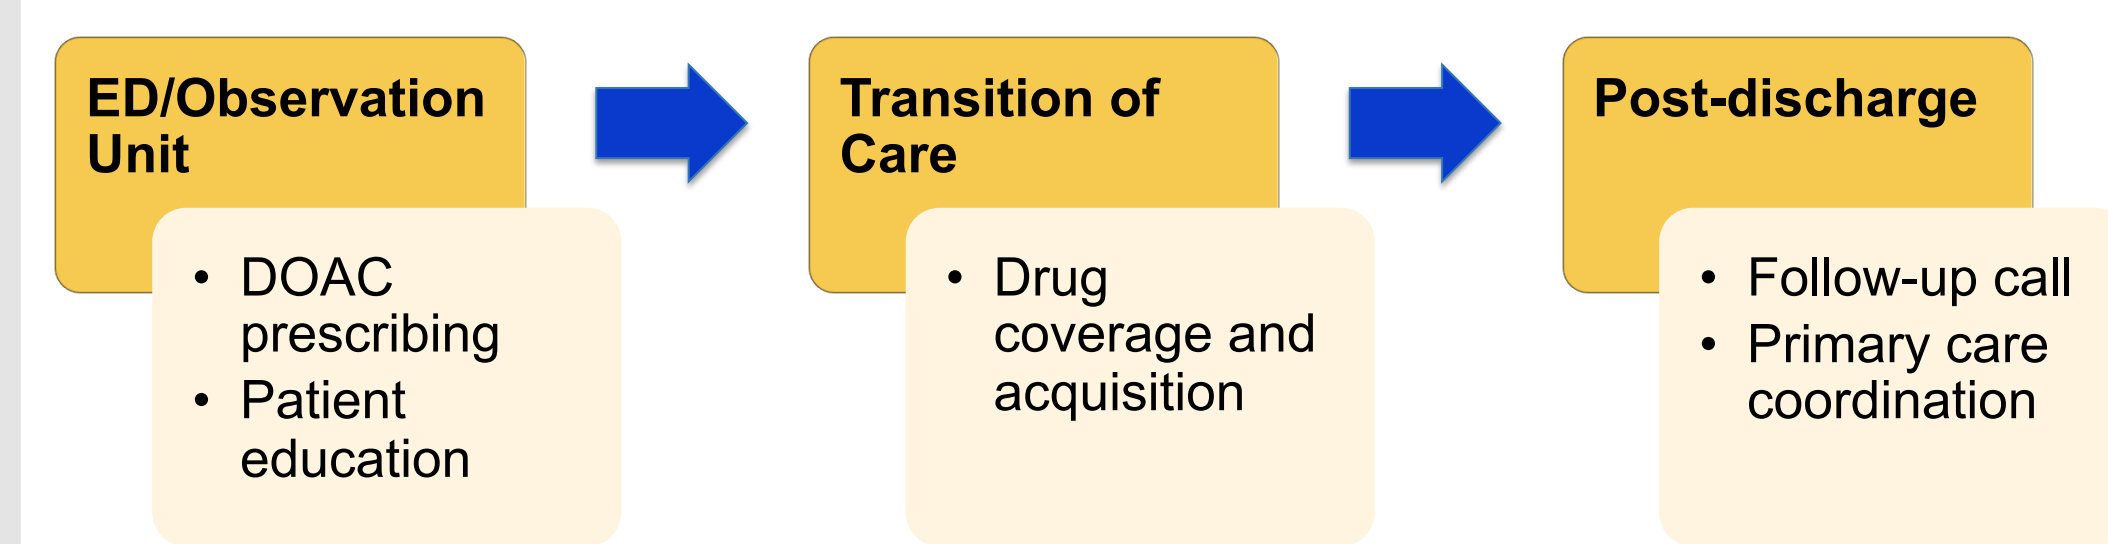 ED/Observation
Unit
• DOAC
prescribing
• Patient
education
Transition of
Care
• Drug
coverage and
acquisition
Post-discharge
• Follow-up call
• Primary care
coordination